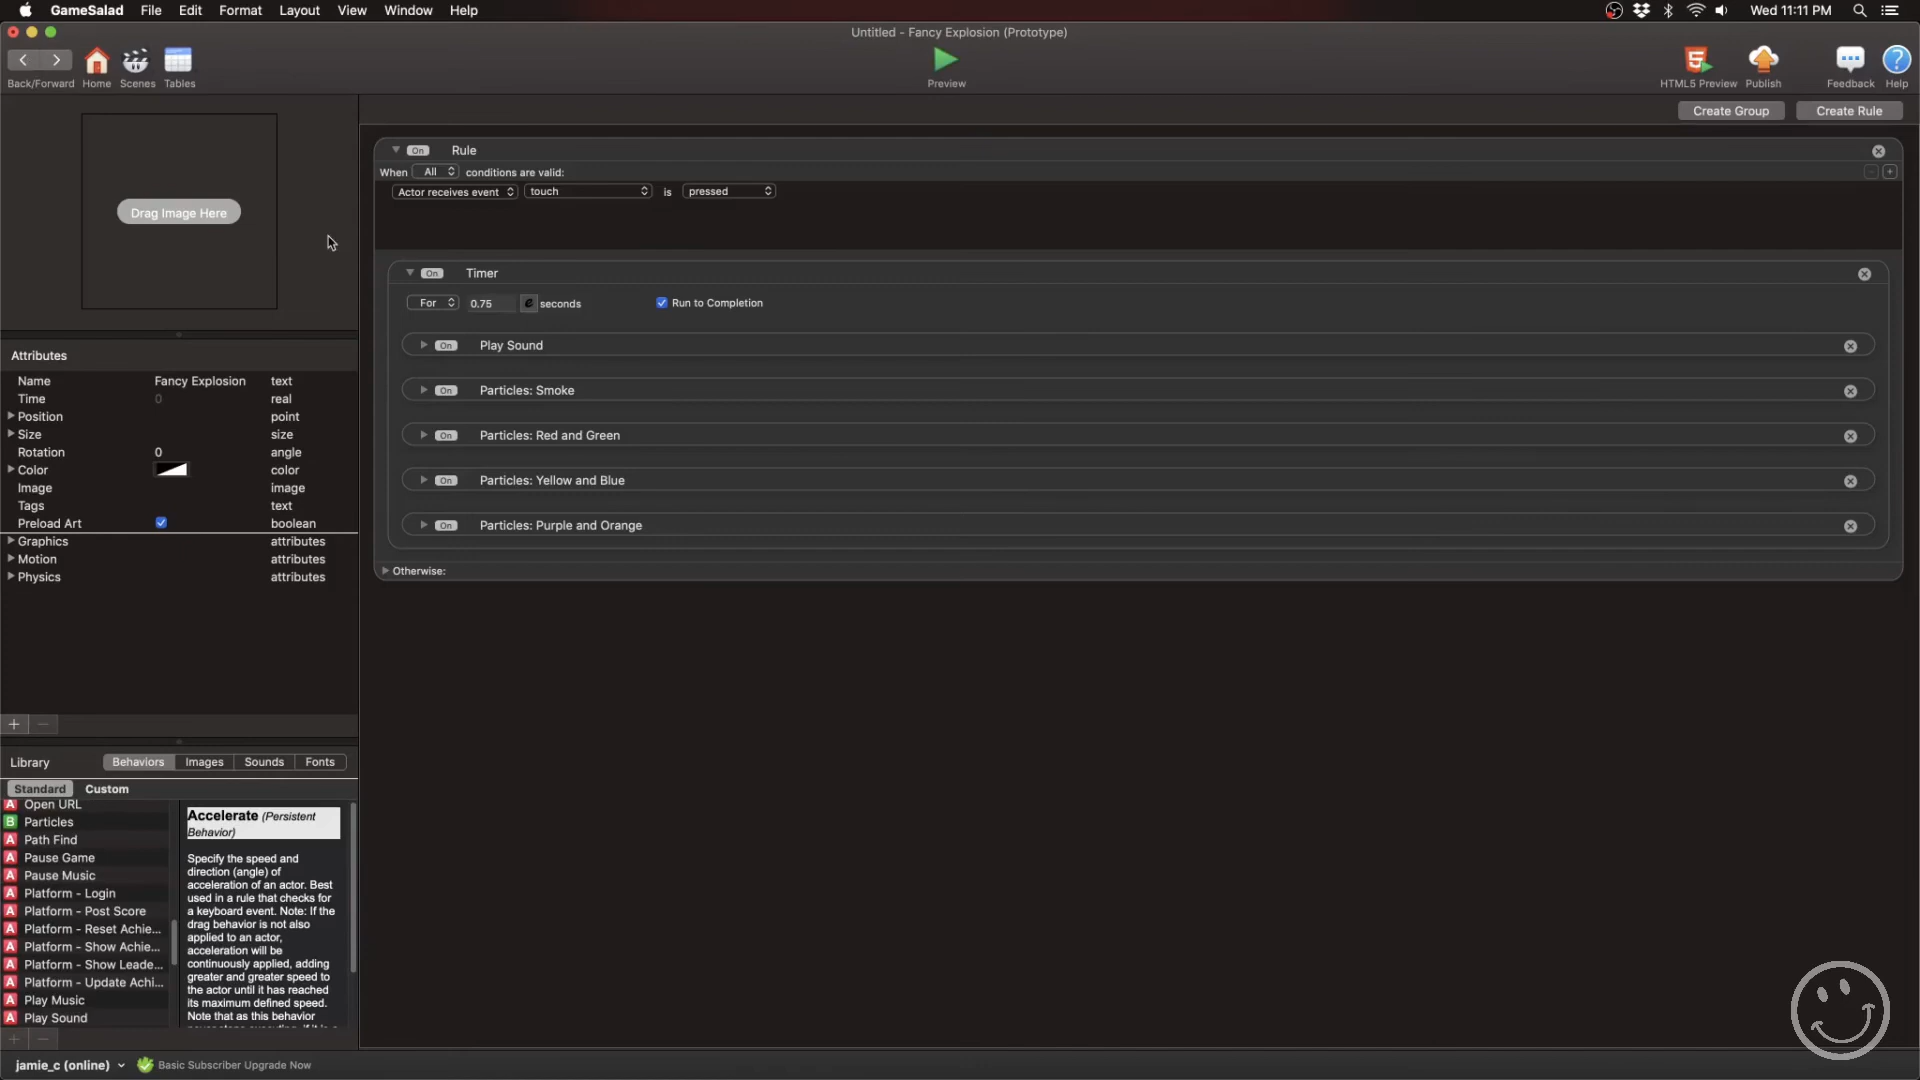 GameSalad File Edit Format Layout View Window Help Wed 11:11 PM
Untitled - Fancy Explosion (Prototype)
Back/Forward Home Scenes Tables Preview HTML5 Preview Publish Feedback Help
Create Group Create Rule
Drag Image Here
On Rule
When All conditions are valid:
Actor receives event touch is pressed
On Timer
For 0.75 e seconds Run to Completion
On Play Sound
On Particles: Smoke
On Particles: Red and Green
On Particles: Yellow and Blue
On Particles: Purple and Orange
Otherwise:
Attributes
Name Fancy Explosion text
Time 0 real
Position point
Size size
Rotation 0 angle
Color color
Image image
Tags text
Preload Art boolean
Graphics attributes
Motion attributes
Physics attributes
Library Behaviors Images Sounds Fonts
Standard Custom
A Open URL
B Particles
A Path Find
A Pause Game
A Pause Music
A Platform - Login
A Platform - Post Score
A Platform - Reset Achie...
A Platform - Show Achie...
A Platform - Show Leade...
A Platform - Update Achi...
A Play Music
A Play Sound
Accelerate (Persistent
Behavior)
Specify the speed and
direction (angle) of
acceleration of an actor. Best
used in a rule that checks for
a keyboard event. Note: If the
drag behavior is not also
applied to an actor,
acceleration will be
continuously applied, adding
greater and greater speed to
the actor until it has reached
its maximum defined speed.
Note that as this behavior
jamie_c (online) Basic Subscriber Upgrade Now